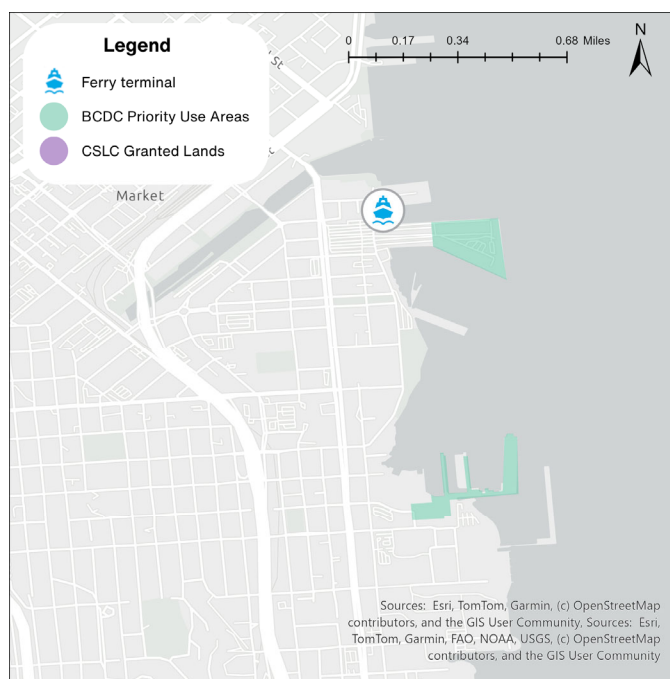 Legend
Ferry terminal
BCDC Priority Use Areas
CSLC Granted Lands
0 0.17 0.34 0.68 Miles
N
St
Market
Sources: Esri, TomTom, Garmin, (c) OpenStreetMap
contributors, and the GIS User Community, Sources: Esri,
TomTom, Garmin, FAO, NOAA, USGS, (c) OpenStreetMap
contributors, and the GIS User Community